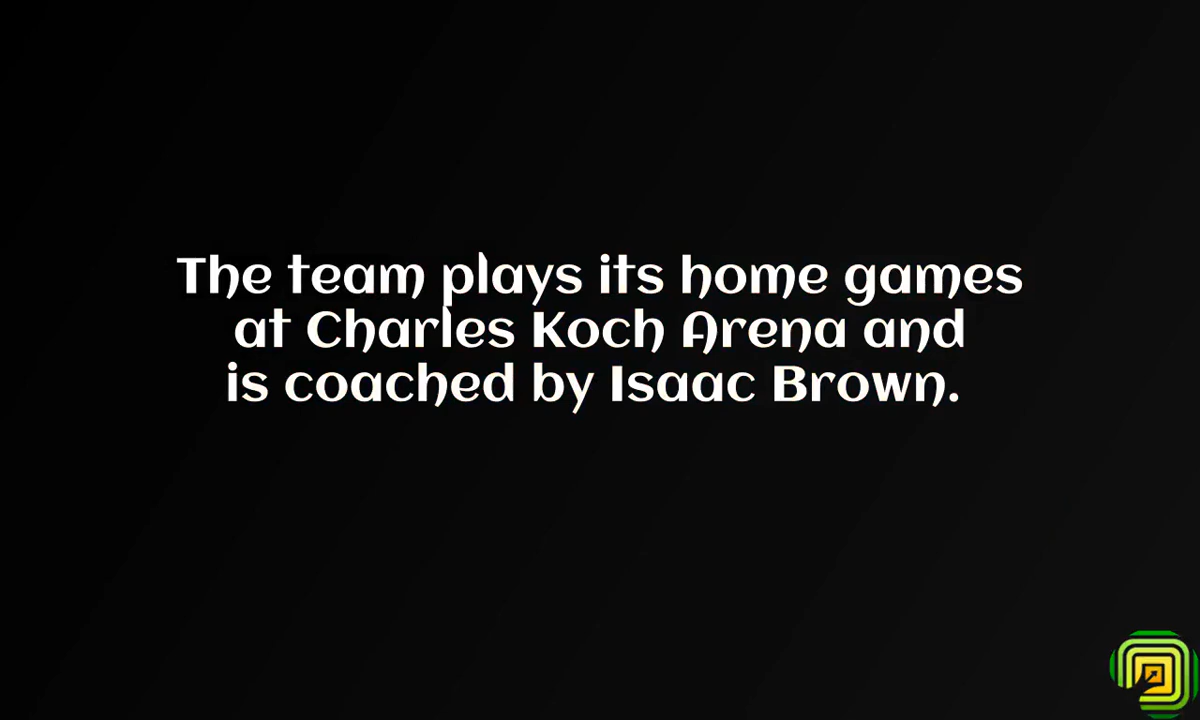 The team plays its home games
at Charles Koch Arena and
is coached by Isaac Brown.